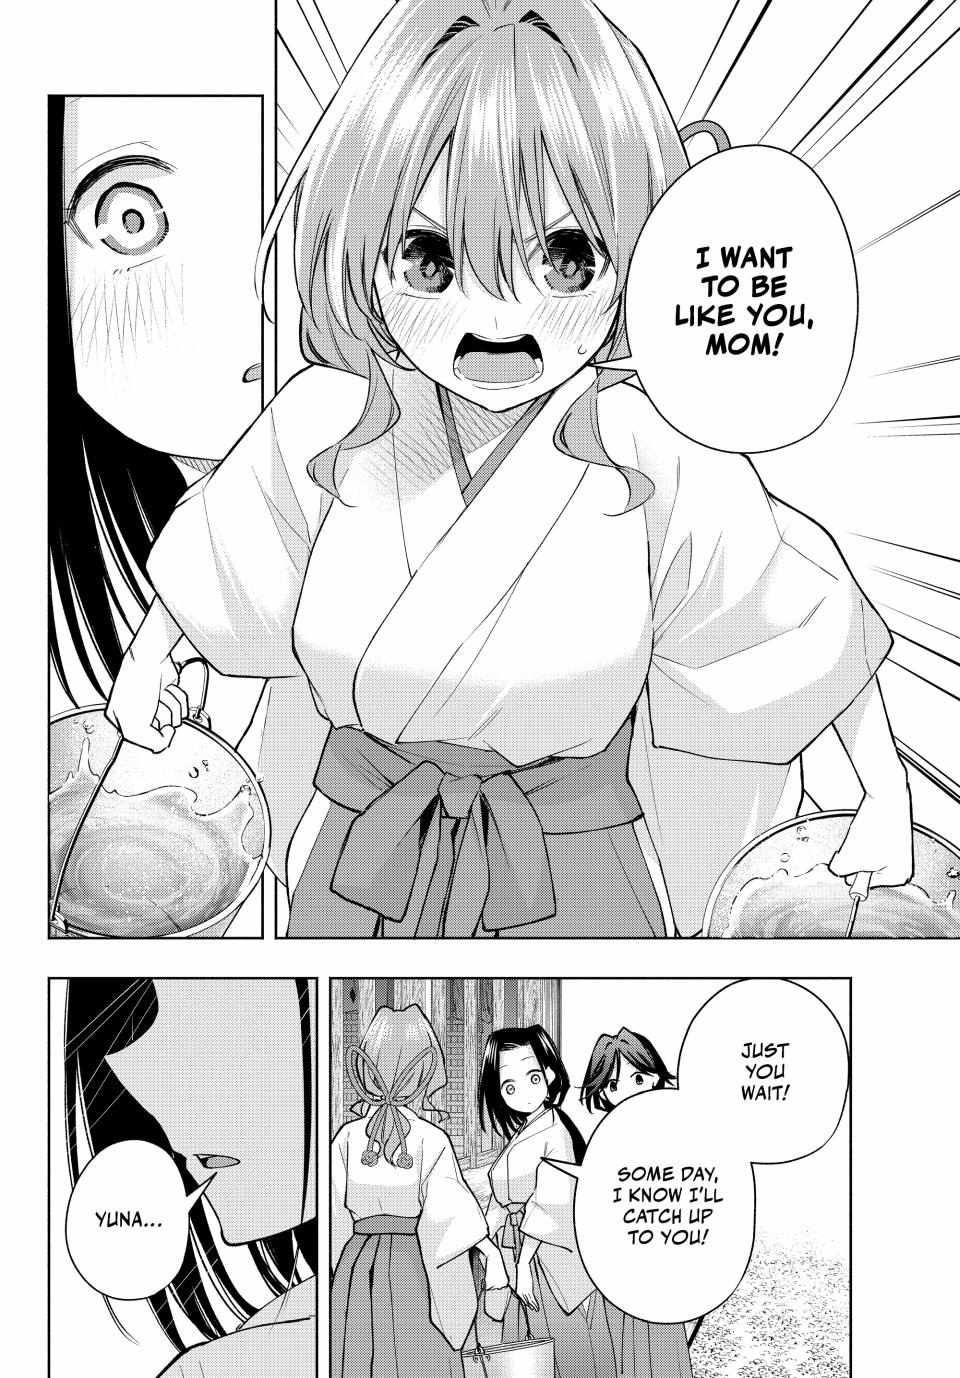 I WANT
TO BE
LIKE YOU,
MOM!
JUST
YOU
WAIT!
SOME DAY,
I KNOW I'LL
CATCH UP
TO YOU!
YUNA...